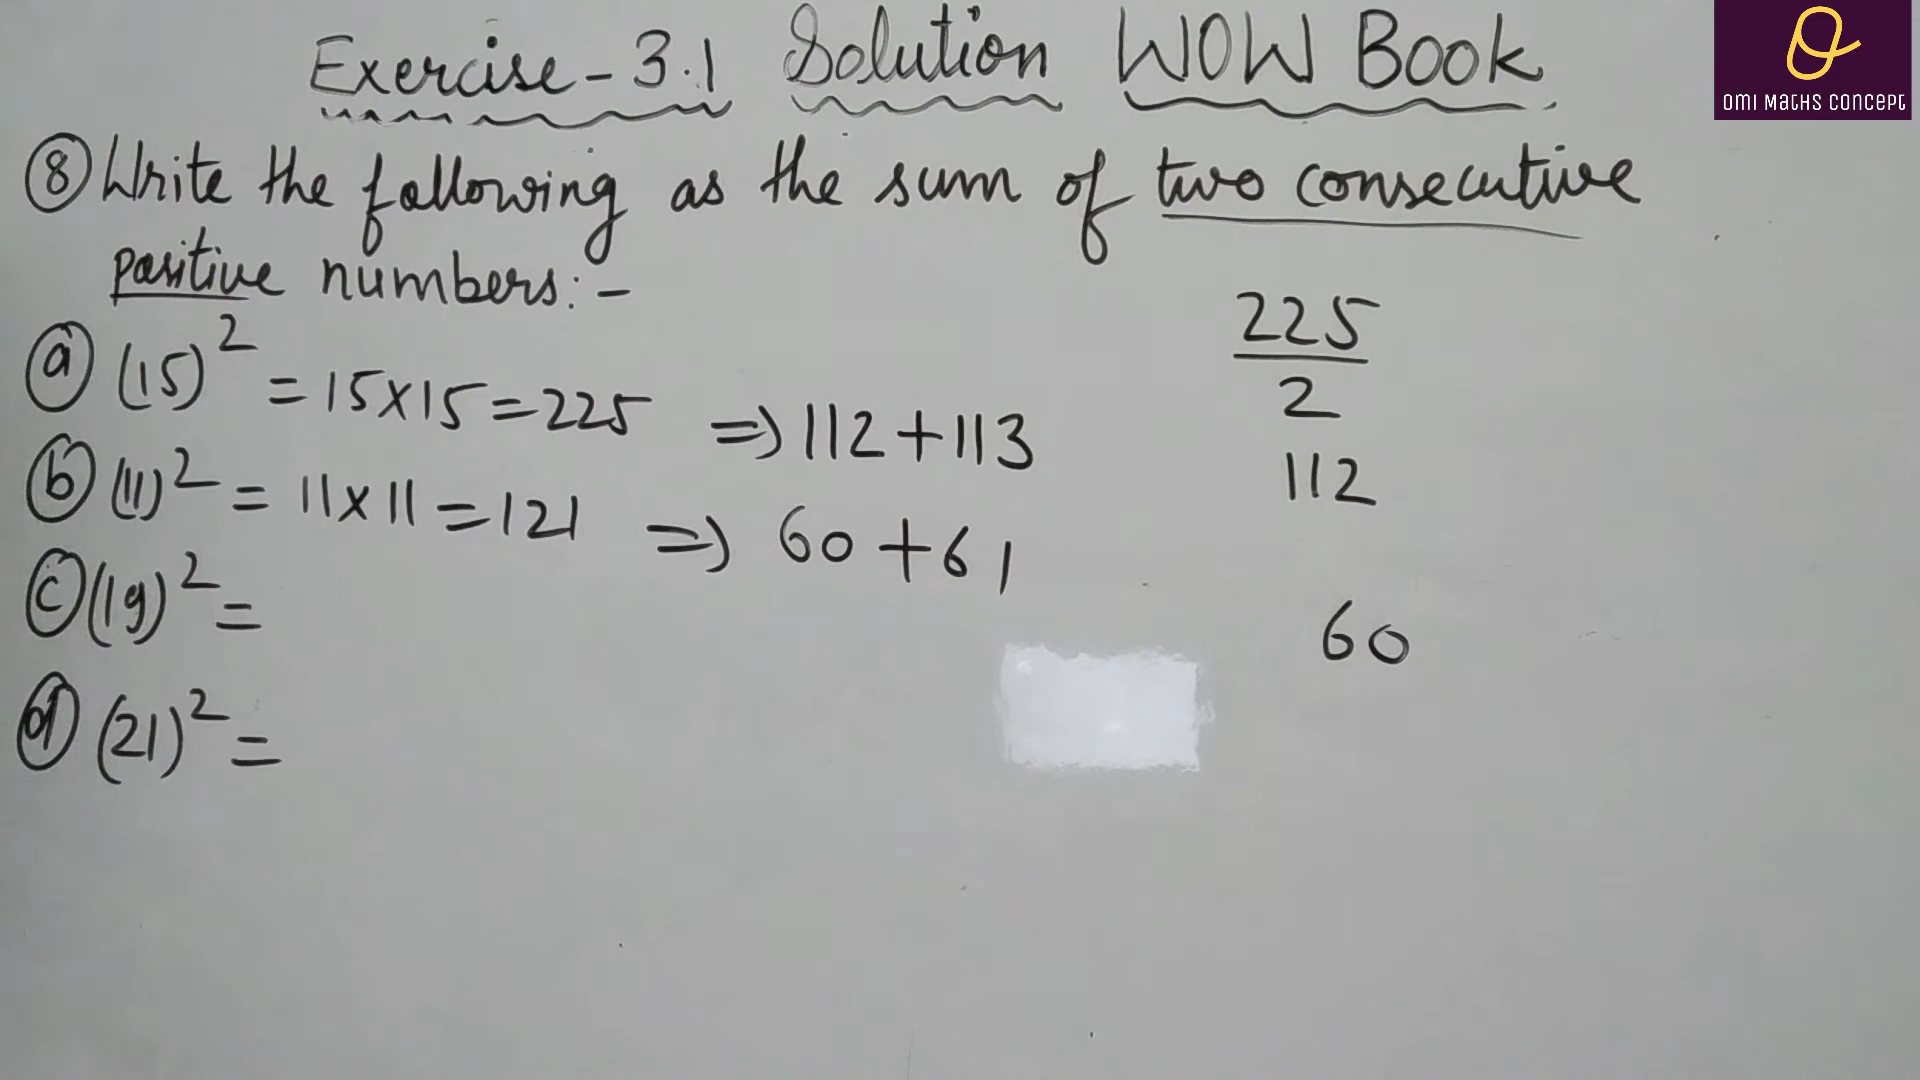 Exercise-3.1 Solution WOW Book
OMI MATHS CONCEPT
⑧ Write the following as the sum of two consecutive
positive numbers:-
ⓐ (15)² = 15×15=225 ⇒ 112+113
ⓑ (11)² = 11×11=121 ⇒ 60+61
ⓒ (19)² =
ⓓ (21)² =
225
2
112
60